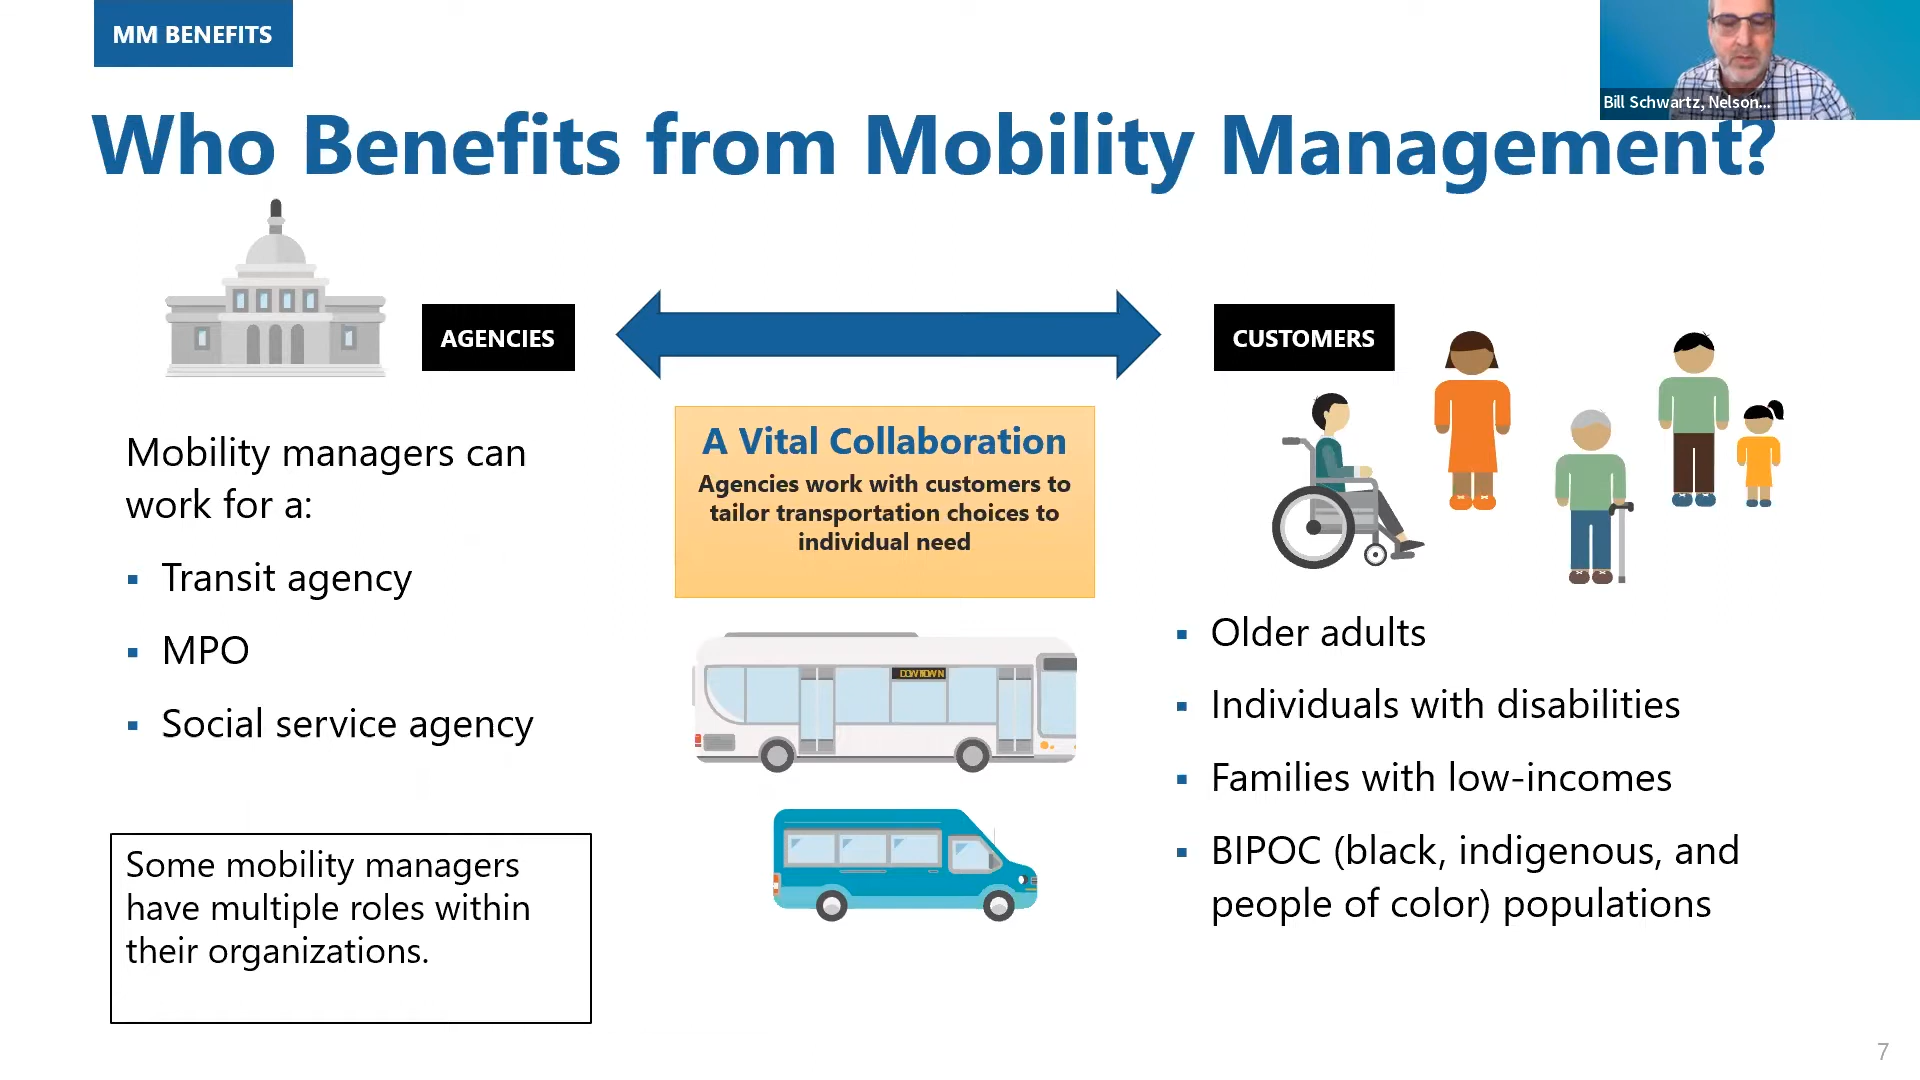 MM BENEFITS
Bill Schwartz, Nelson...
Who Benefits from Mobility Management?
AGENCIES
CUSTOMERS
Mobility managers can
work for a:
▪ Transit agency
▪ MPO
▪ Social service agency
Some mobility managers
have multiple roles within
their organizations.
A Vital Collaboration
Agencies work with customers to
tailor transportation choices to
individual need
DOWNTOWN
▪ Older adults
▪ Individuals with disabilities
▪ Families with low-incomes
▪ BIPOC (black, indigenous, and
people of color) populations
7